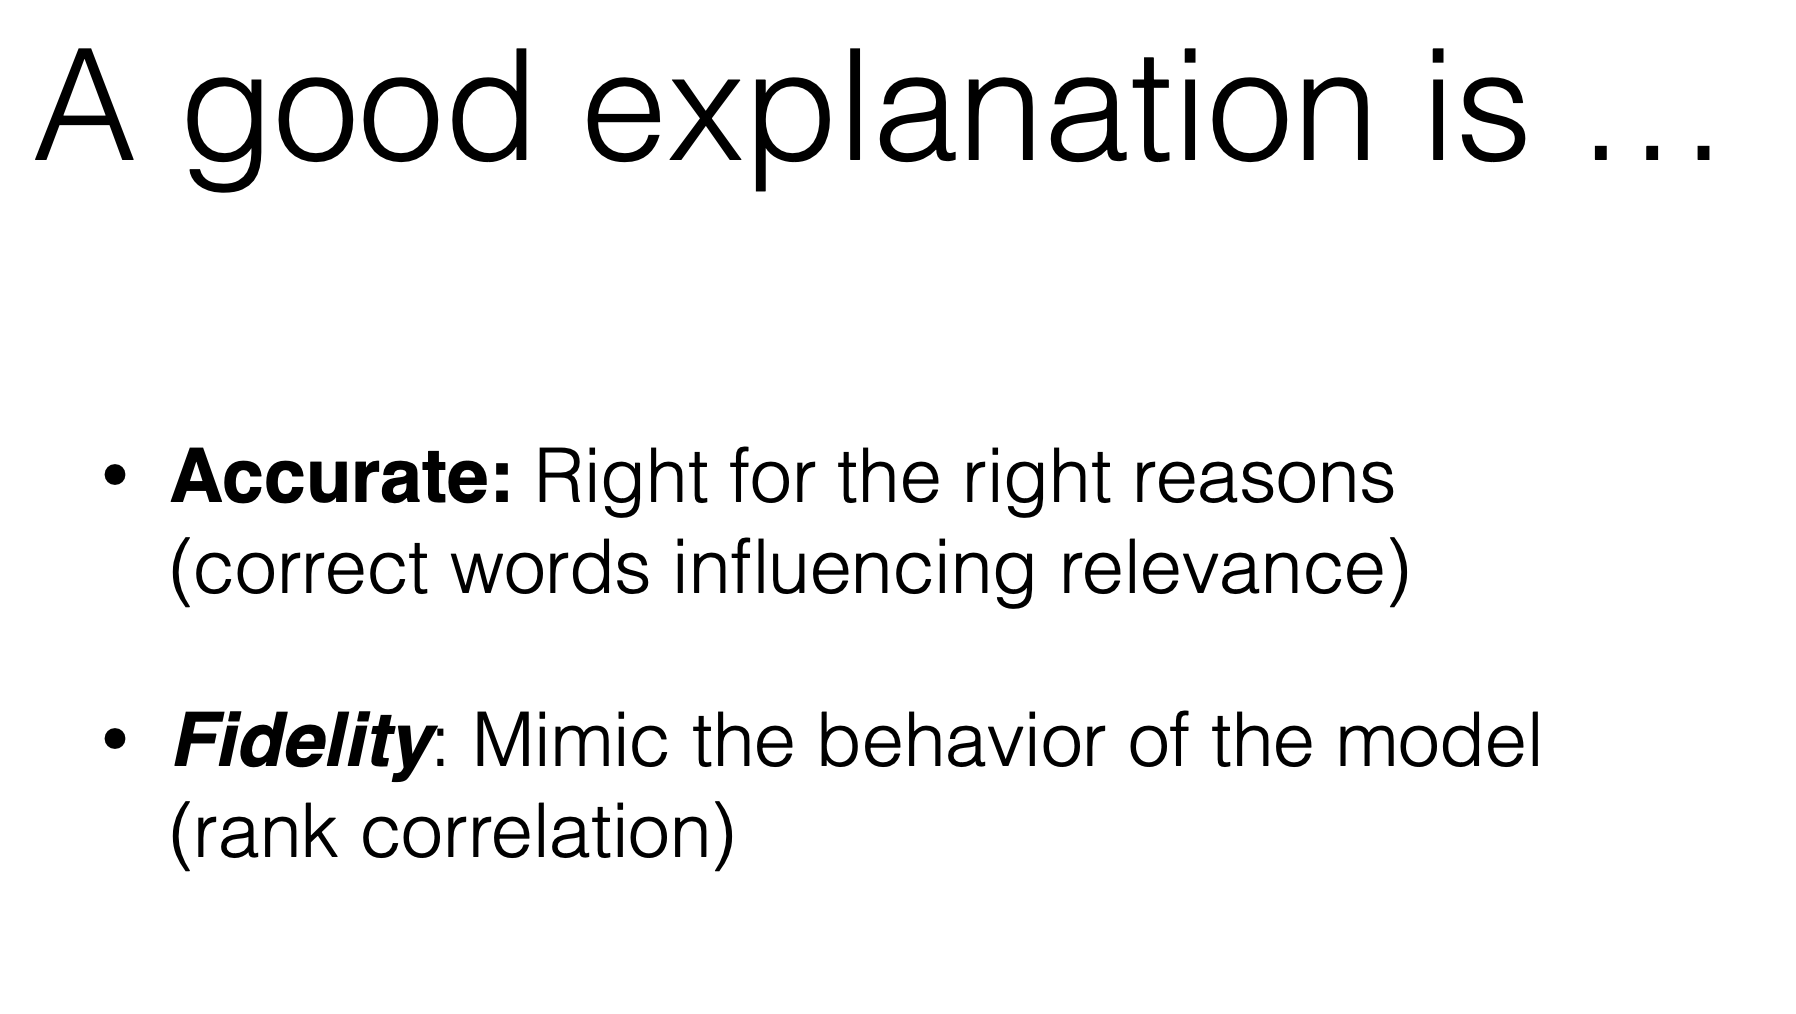 A good explanation is …
• Accurate: Right for the right reasons
(correct words influencing relevance)
• Fidelity: Mimic the behavior of the model
(rank correlation)